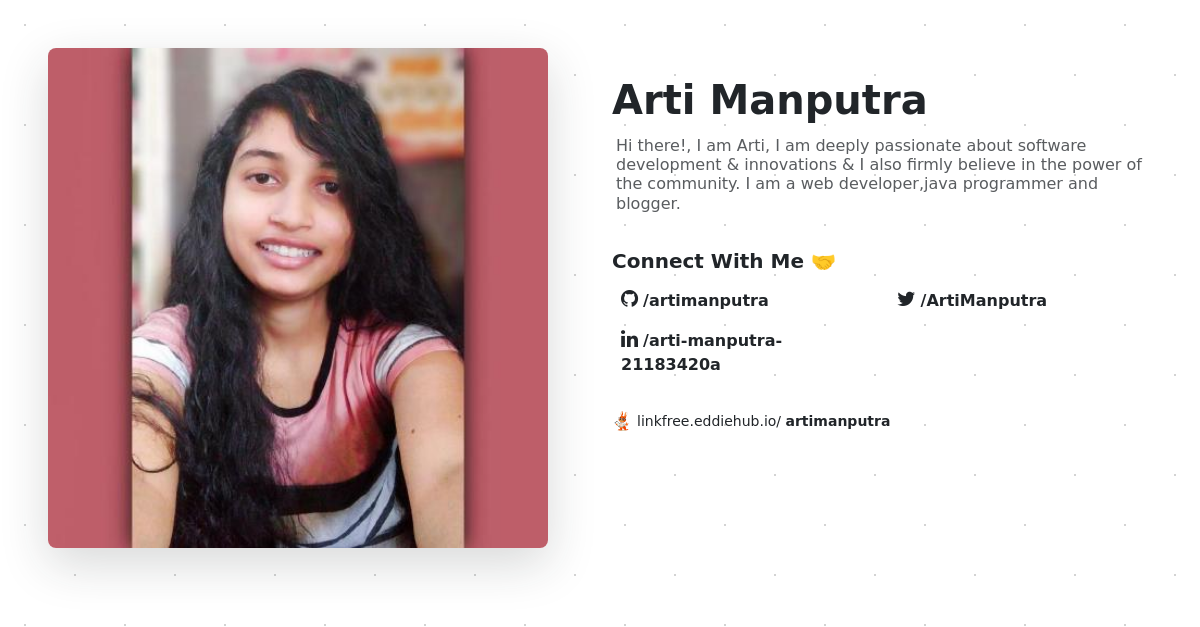 Arti Manputra
Hi there!, I am Arti, I am deeply passionate about software
development & innovations & I also firmly believe in the power of
the community. I am a web developer,java programmer and
blogger.
Connect With Me 🤝
/artimanputra
/ArtiManputra
/arti-manputra-
21183420a
linkfree.eddiehub.io/ artimanputra